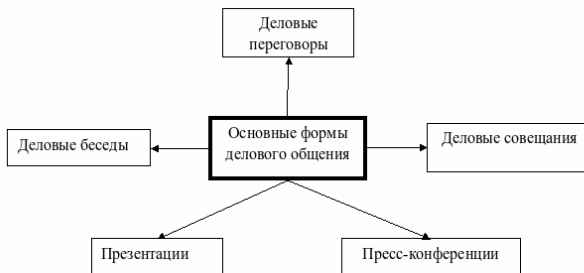 Деловые
переговоры
Основные формы
делового общения
Деловые беседы
Деловые совещания
Презентации
Пресс-конференции